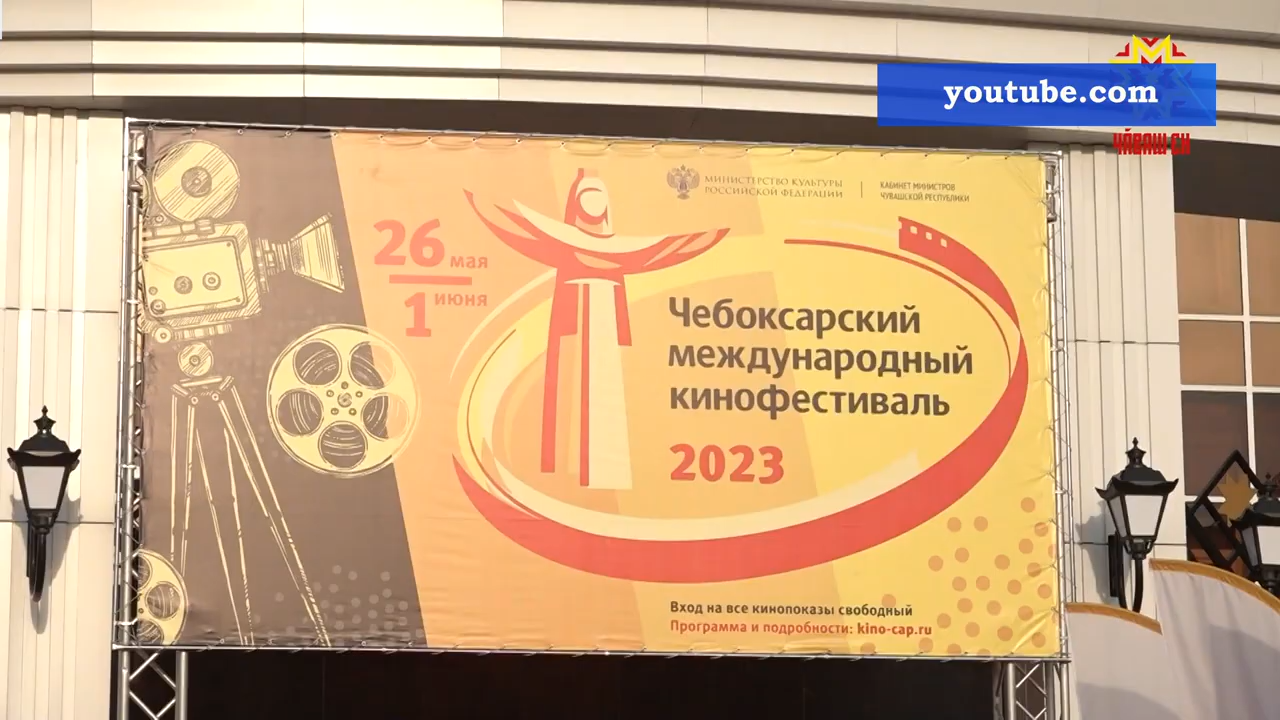 youtube.com
ЧӐВАШ ЕН
МИНИСТЕРСТВО КУЛЬТУРЫ
РОССИЙСКОЙ ФЕДЕРАЦИИ
КАБИНЕТ МИНИСТРОВ
ЧУВАШСКОЙ РЕСПУБЛИКИ
26 мая
1 июня
Чебоксарский
международный
кинофестиваль
2023
Вход на все кинопоказы свободный
Программа и подробности: kino-cap.ru